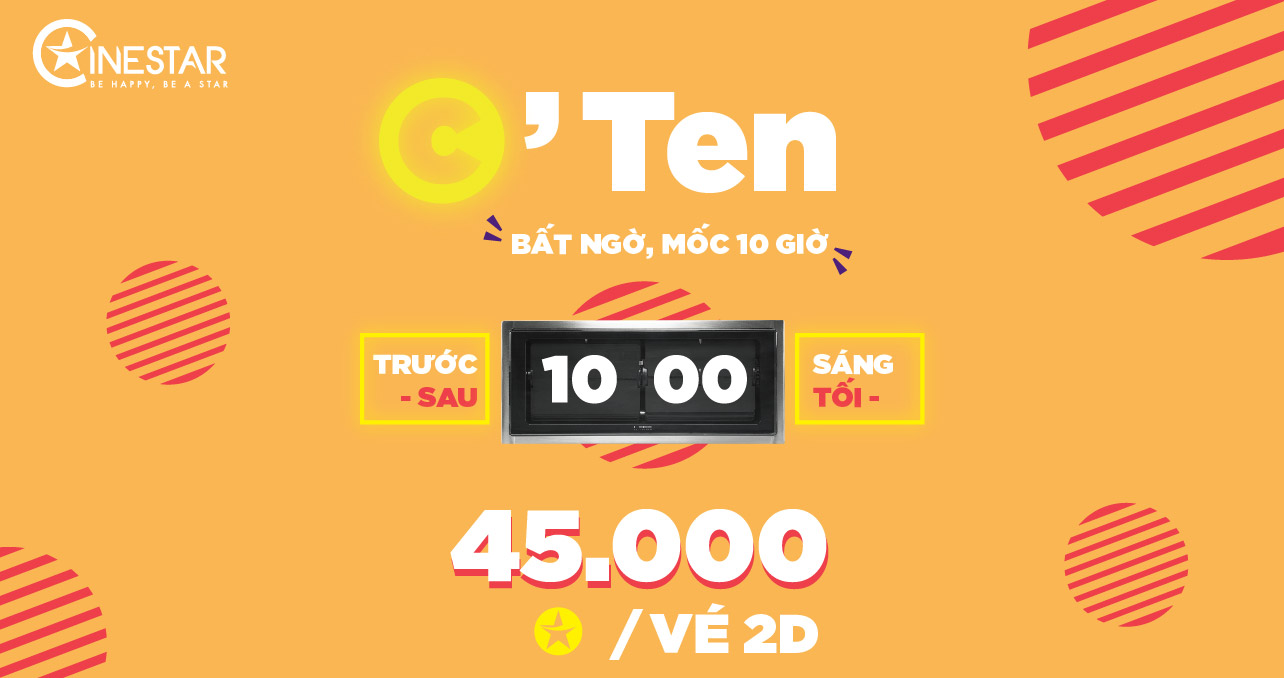 CINESTAR
BE HAPPY, BE A STAR
C'Ten
BẤT NGỜ, MỐC 10 GIỜ
TRƯỚC
- SAU
10 00
SÁNG
TỐI -
45.000
/VÉ 2D